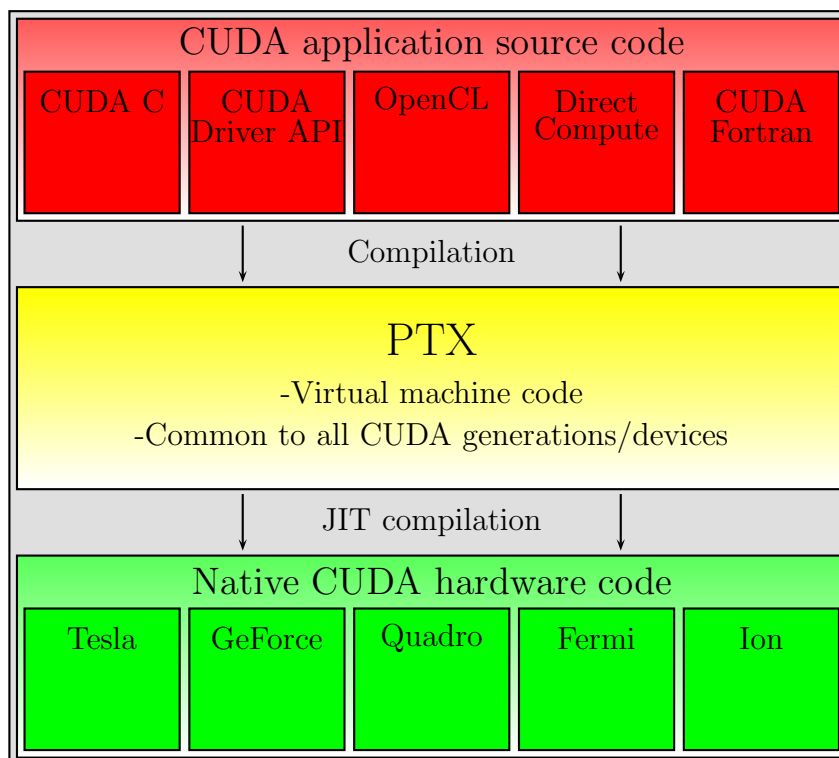 CUDA application source code
CUDA C
CUDA
Driver API
OpenCL
Direct
Compute
CUDA
Fortran
Compilation
PTX
-Virtual machine code
-Common to all CUDA generations/devices
JIT compilation
Native CUDA hardware code
Tesla
GeForce
Quadro
Fermi
Ion